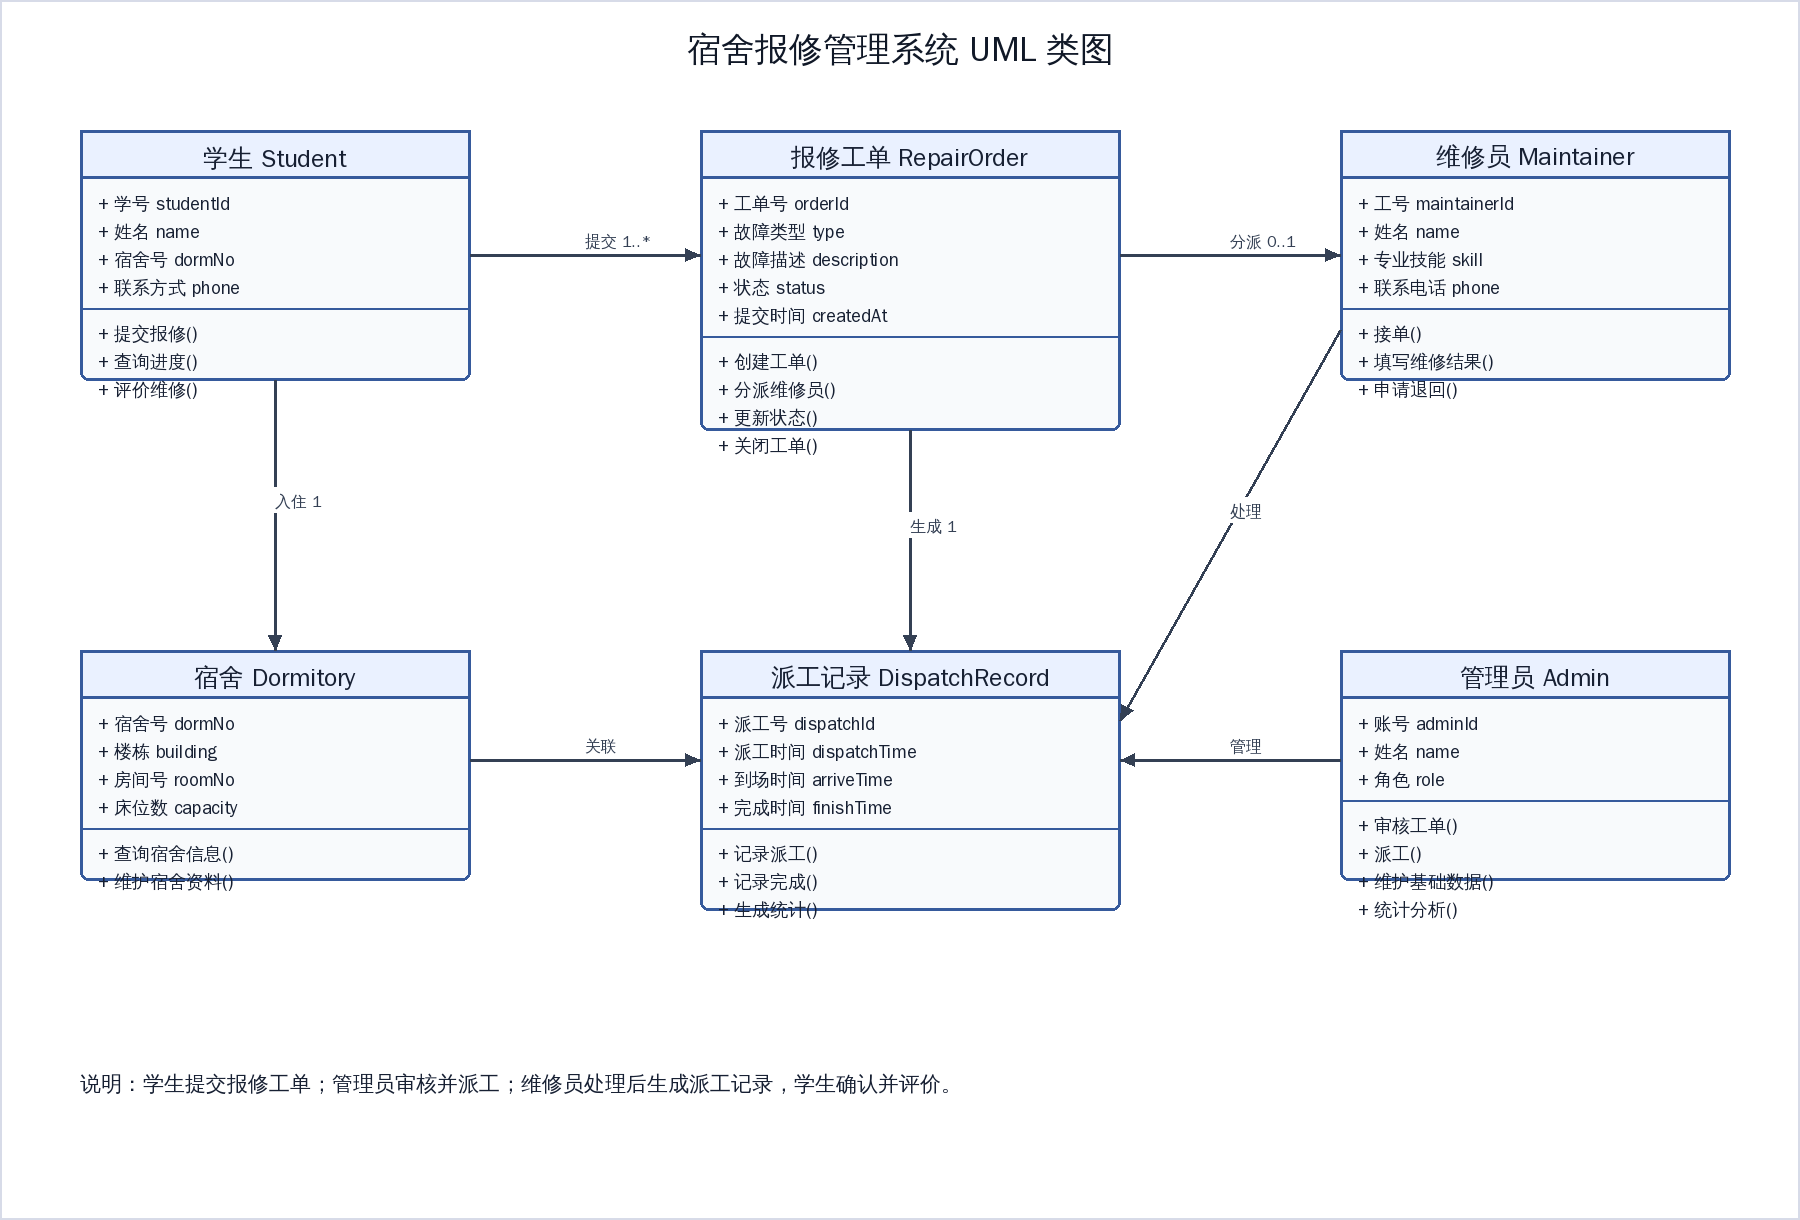 宿舍报修管理系统 UML 类图
学生 Student
+ 学号 studentId
+ 姓名 name
+ 宿舍号 dormNo
+ 联系方式 phone
+ 提交报修()
+ 查询进度()
+ 评价维修()
提交 1..*
报修工单 RepairOrder
+ 工单号 orderId
+ 故障类型 type
+ 故障描述 description
+ 状态 status
+ 提交时间 createdAt
+ 创建工单()
+ 分派维修员()
+ 更新状态()
+ 关闭工单()
分派 0..1
维修员 Maintainer
+ 工号 maintainerId
+ 姓名 name
+ 专业技能 skill
+ 联系电话 phone
+ 接单()
+ 填写维修结果()
+ 申请退回()
入住 1
生成 1
处理
宿舍 Dormitory
+ 宿舍号 dormNo
+ 楼栋 building
+ 房间号 roomNo
+ 床位数 capacity
+ 查询宿舍信息()
+ 维护宿舍资料()
关联
派工记录 DispatchRecord
+ 派工号 dispatchId
+ 派工时间 dispatchTime
+ 到场时间 arriveTime
+ 完成时间 finishTime
+ 记录派工()
+ 记录完成()
+ 生成统计()
管理
管理员 Admin
+ 账号 adminId
+ 姓名 name
+ 角色 role
+ 审核工单()
+ 派工()
+ 维护基础数据()
+ 统计分析()
说明：学生提交报修工单；管理员审核并派工；维修员处理后生成派工记录，学生确认并评价。